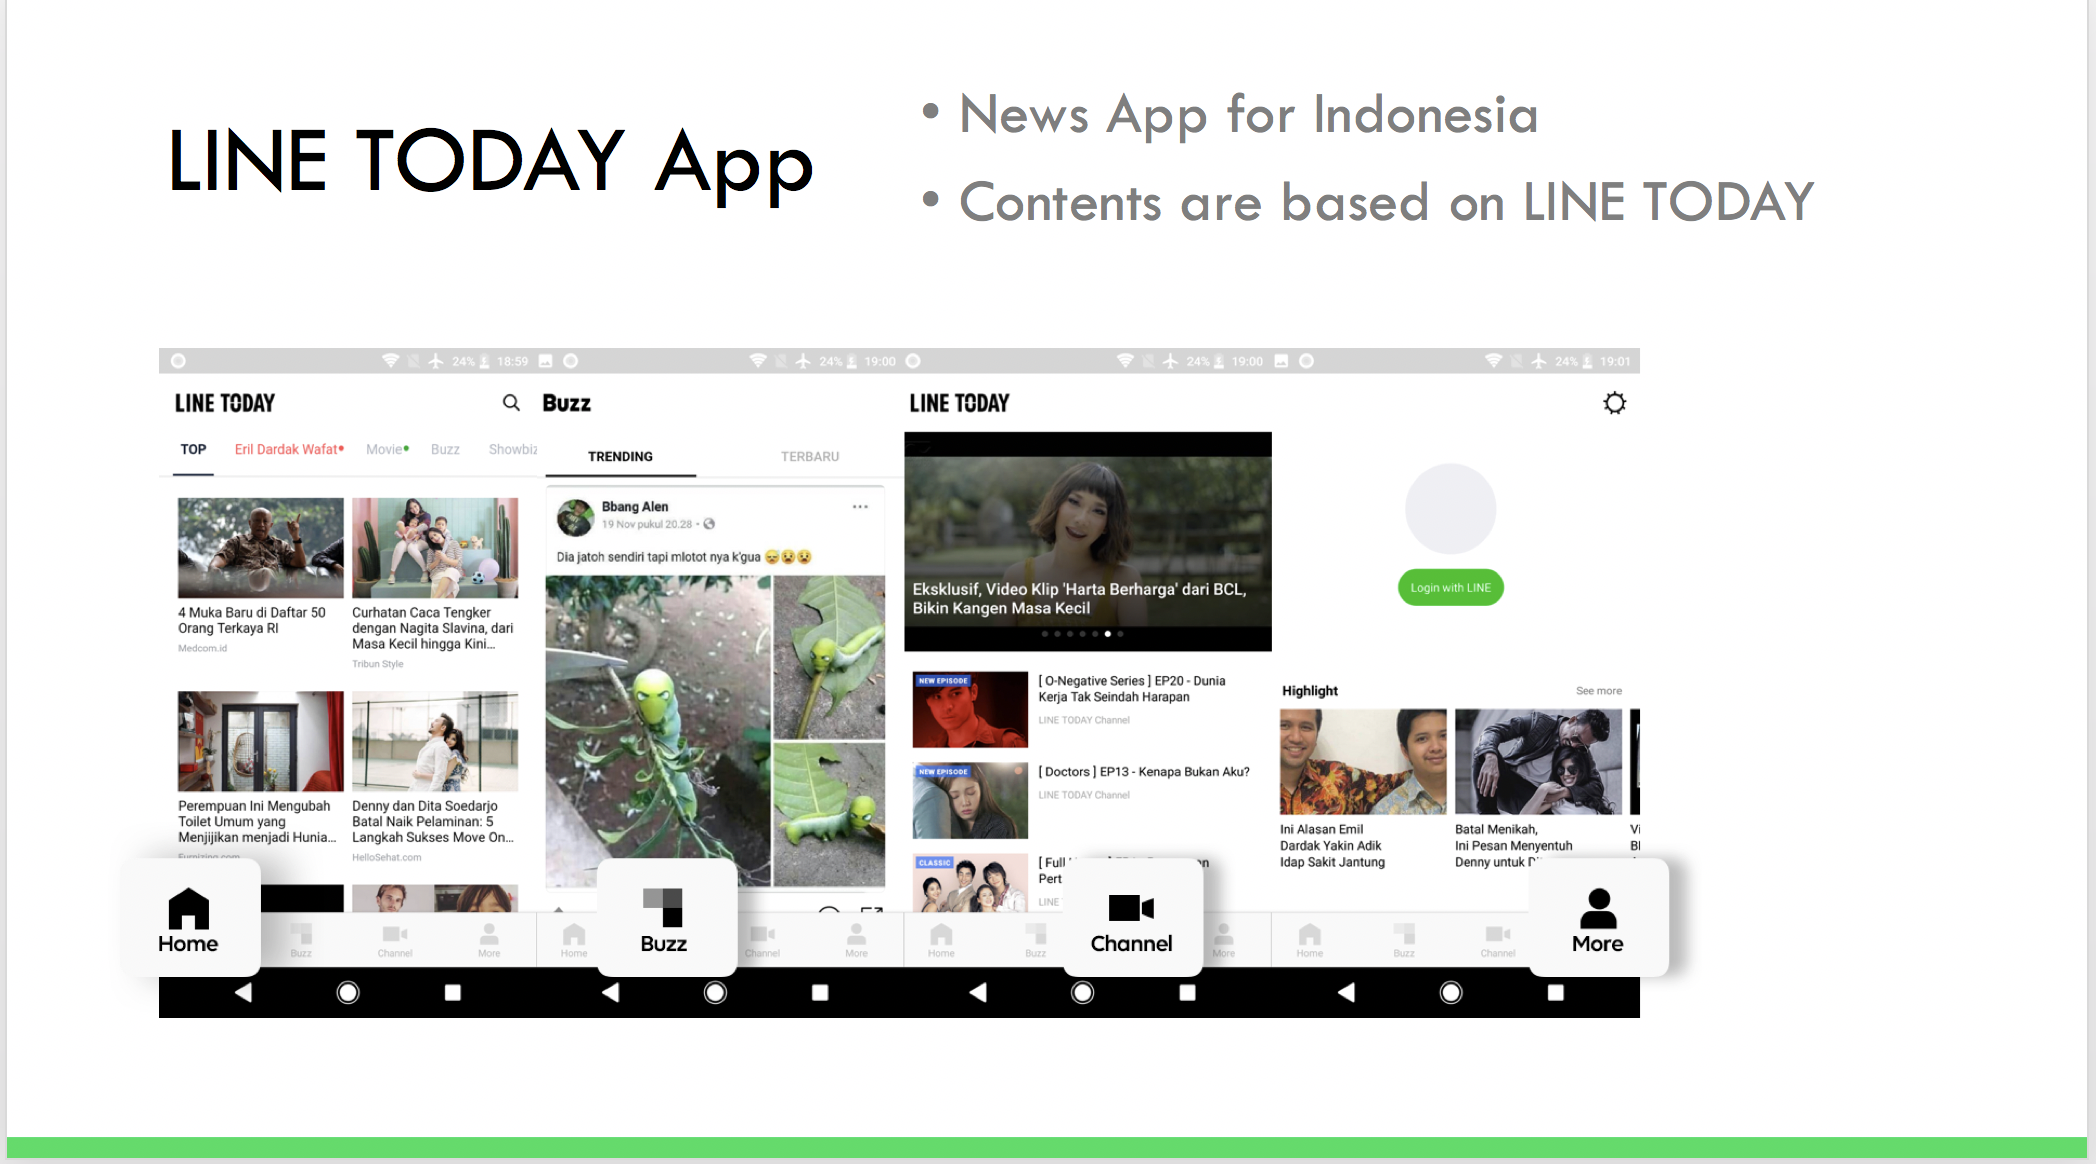 LINE TODAY App
• News App for Indonesia
• Contents are based on LINE TODAY
24% 18:59
LINE TODAY
TOP Eril Dardak Wafat Movie Buzz Showbiz
4 Muka Baru di Daftar 50
Orang Terkaya RI
Medcom.id
Curhatan Caca Tengker
dengan Nagita Slavina, dari
Masa Kecil hingga Kini...
Tribun Style
Perempuan Ini Mengubah
Toilet Umum yang
Menjijikan menjadi Hunia...
Fumizing.com
Denny dan Dita Soedarjo
Batal Naik Pelaminan: 5
Langkah Sukses Move On...
HelloSehat.com
Home
Buzz
Channel
More
24% 19:00
Buzz
TRENDING TERBARU
Bbang Alen
19 Nov pukul 20.28 •
Dia jatoh sendiri tapi mlotot nya k'gua 😴😧😧
Home
Buzz
Channel
More
24% 19:00
LINE TODAY
Eksklusif, Video Klip 'Harta Berharga' dari BCL,
Bikin Kangen Masa Kecil
NEW EPISODE
[ O-Negative Series ] EP20 - Dunia
Kerja Tak Seindah Harapan
LINE TODAY Channel
NEW EPISODE
[ Doctors ] EP13 - Kenapa Bukan Aku?
LINE TODAY Channel
CLASSIC
[ Full
Pert
LINE
Home
Buzz
Channel
More
24% 19:01
Login with LINE
Highlight See more
Ini Alasan Emil
Dardak Yakin Adik
Idap Sakit Jantung
Batal Menikah,
Ini Pesan Menyentuh
Denny untuk
Vi
Home
Buzz
Channel
More